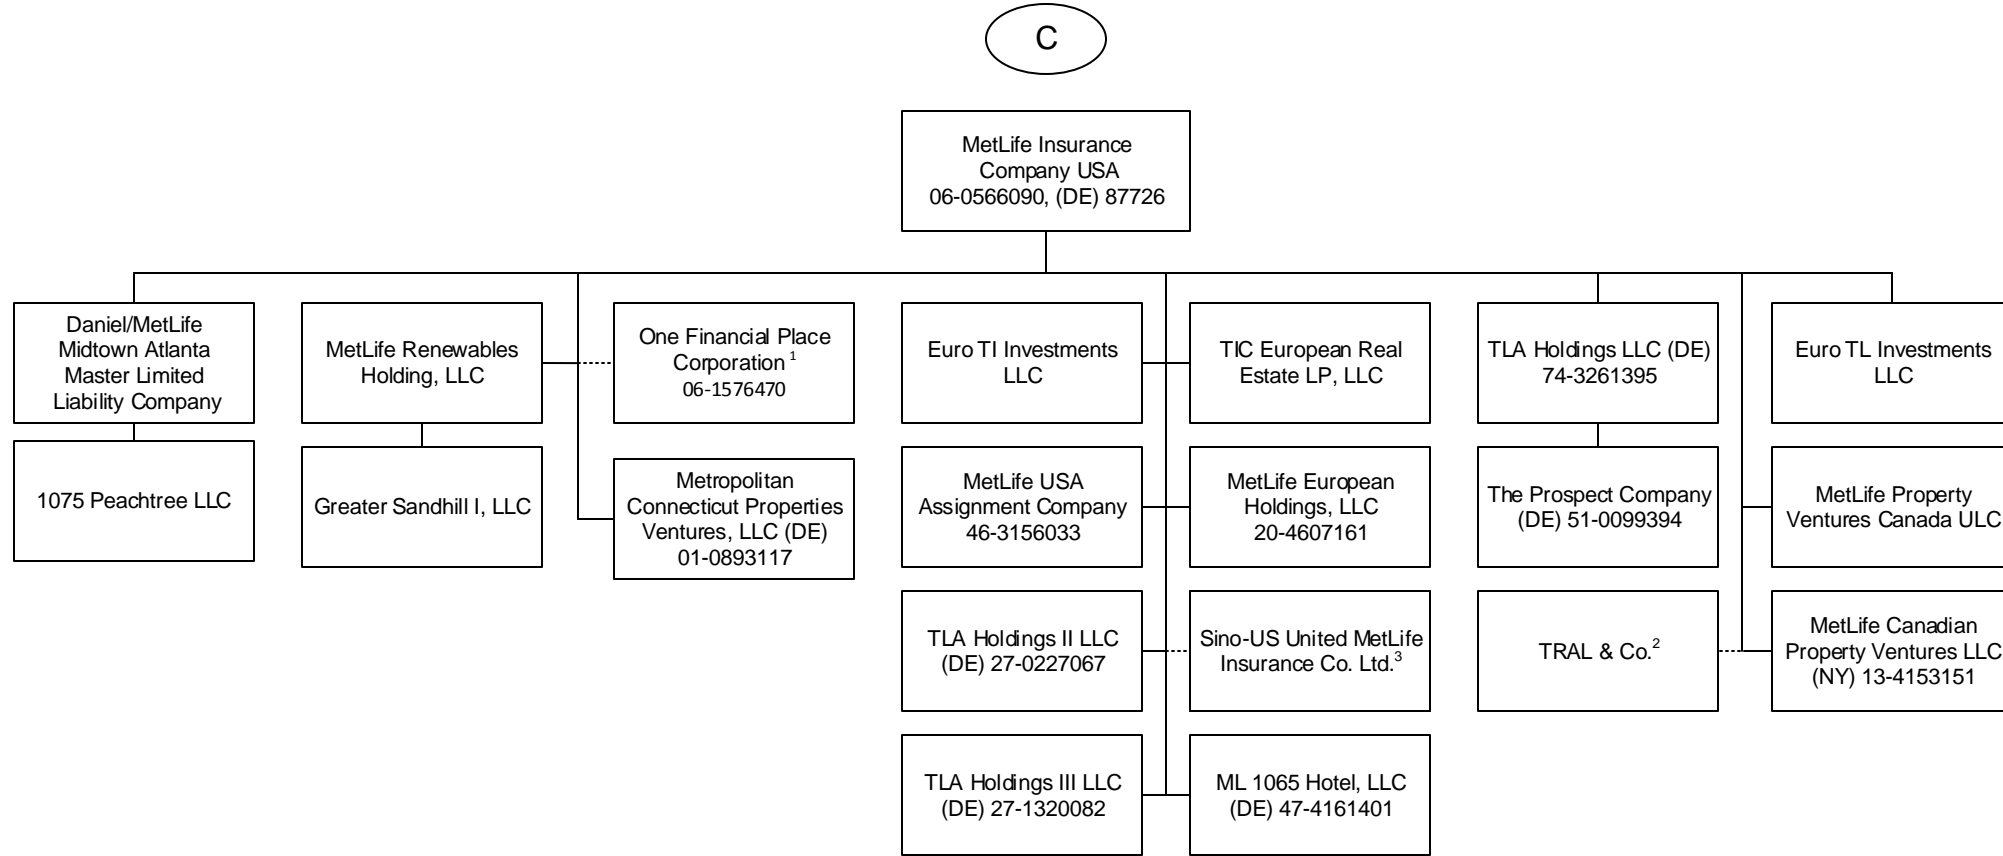 C
MetLife Insurance
Company USA
06-0566090, (DE) 87726
Daniel/MetLife
Midtown Atlanta
Master Limited
Liability Company
MetLife Renewables
Holding, LLC
One Financial Place
Corporation 1
06-1576470
Euro TI Investments
LLC
TIC European Real
Estate LP, LLC
TLA Holdings LLC (DE)
74-3261395
Euro TL Investments
LLC
1075 Peachtree LLC
Greater Sandhill I, LLC
Metropolitan
Connecticut Properties
Ventures, LLC (DE)
01-0893117
MetLife USA
Assignment Company
46-3156033
MetLife European
Holdings, LLC
20-4607161
The Prospect Company
(DE) 51-0099394
MetLife Property
Ventures Canada ULC
TLA Holdings II LLC
(DE) 27-0227067
Sino-US United MetLife
Insurance Co. Ltd.3
TRAL & Co.2
MetLife Canadian
Property Ventures LLC
(NY) 13-4153151
TLA Holdings III LLC
(DE) 27-1320082
ML 1065 Hotel, LLC
(DE) 47-4161401